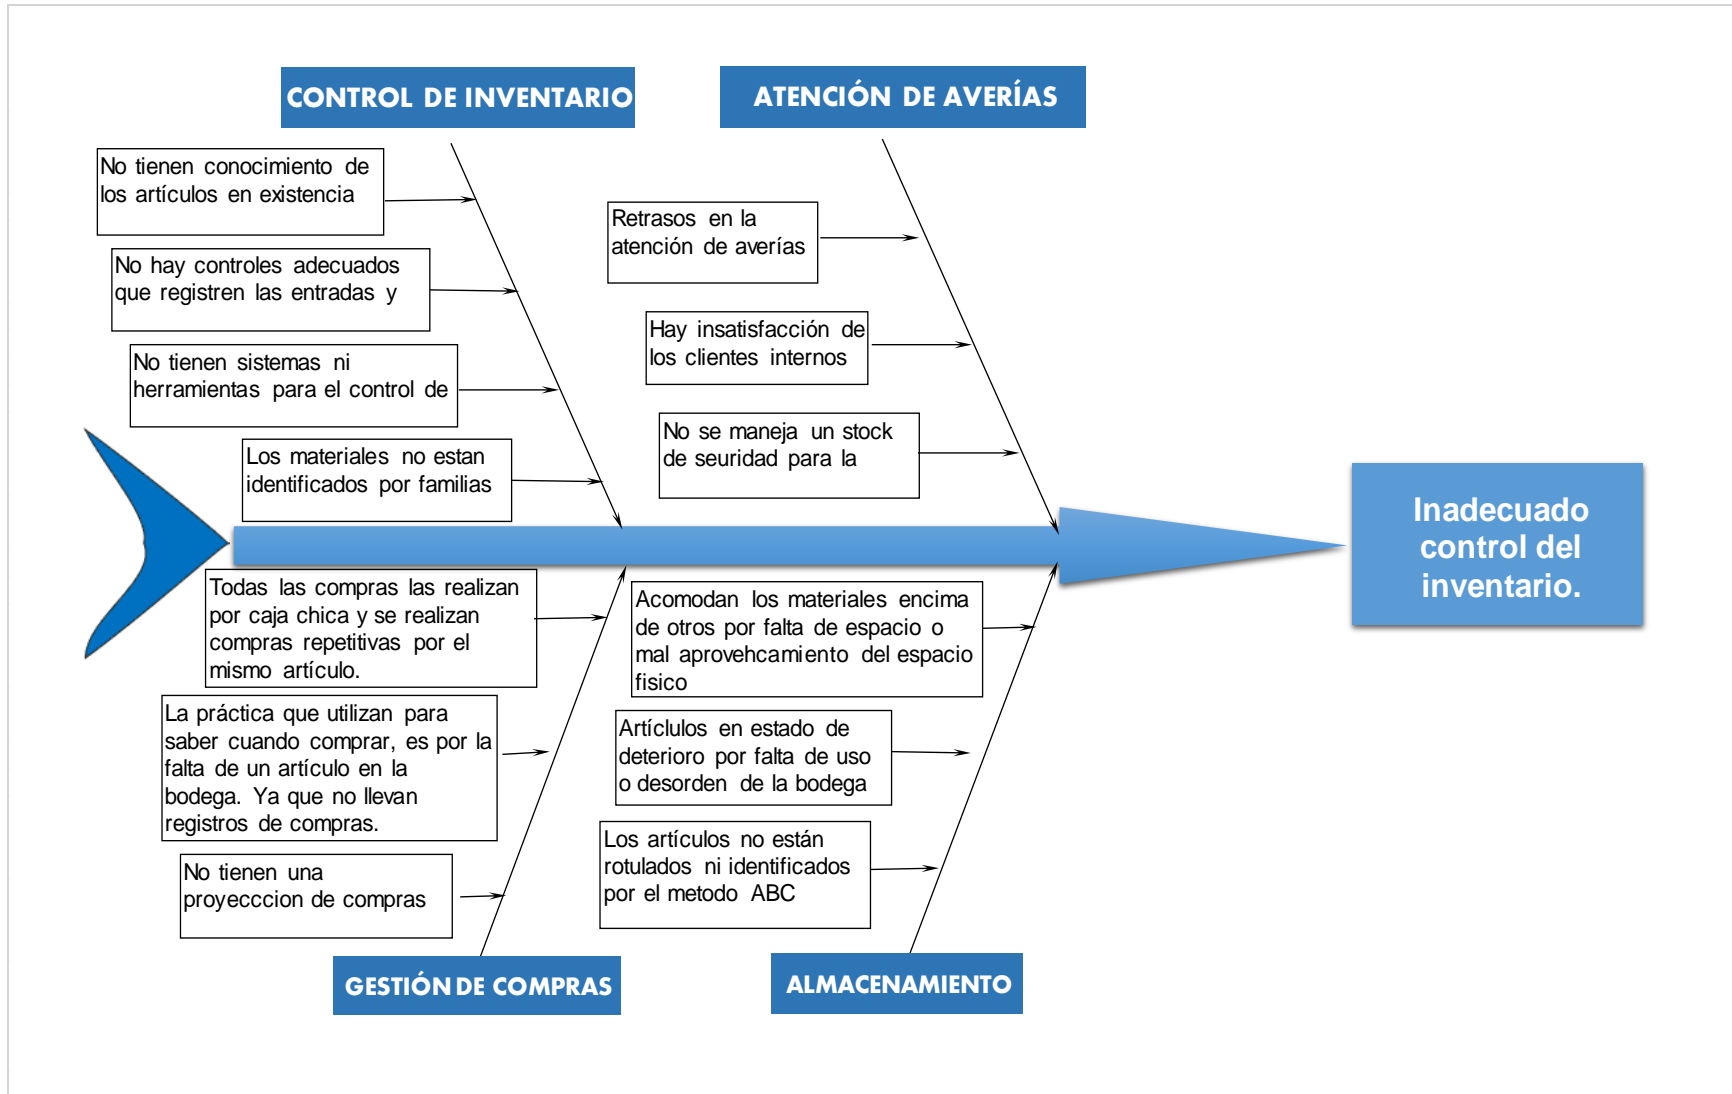 CONTROL DE INVENTARIO
ATENCIÓN DE AVERÍAS
No tienen conocimiento de
los artículos en existencia
No hay controles adecuados
que registren las entradas y
No tienen sistemas ni
herramientas para el control de
Los materiales no estan
identificados por familias
Retrasos en la
atención de averías
Hay insatisfacción de
los clientes internos
No se maneja un stock
de seuridad para la
Inadecuado
control del
inventario.
Todas las compras las realizan
por caja chica y se realizan
compras repetitivas por el
mismo artículo.
La práctica que utilizan para
saber cuando comprar, es por la
falta de un artículo en la
bodega. Ya que no llevan
registros de compras.
No tienen una
proyecccion de compras
Acomodan los materiales encima
de otros por falta de espacio o
mal aprovehcamiento del espacio
fisico
Artíclulos en estado de
deterioro por falta de uso
o desorden de la bodega
Los artículos no están
rotulados ni identificados
por el metodo ABC
GESTIÓN DE COMPRAS
ALMACENAMIENTO